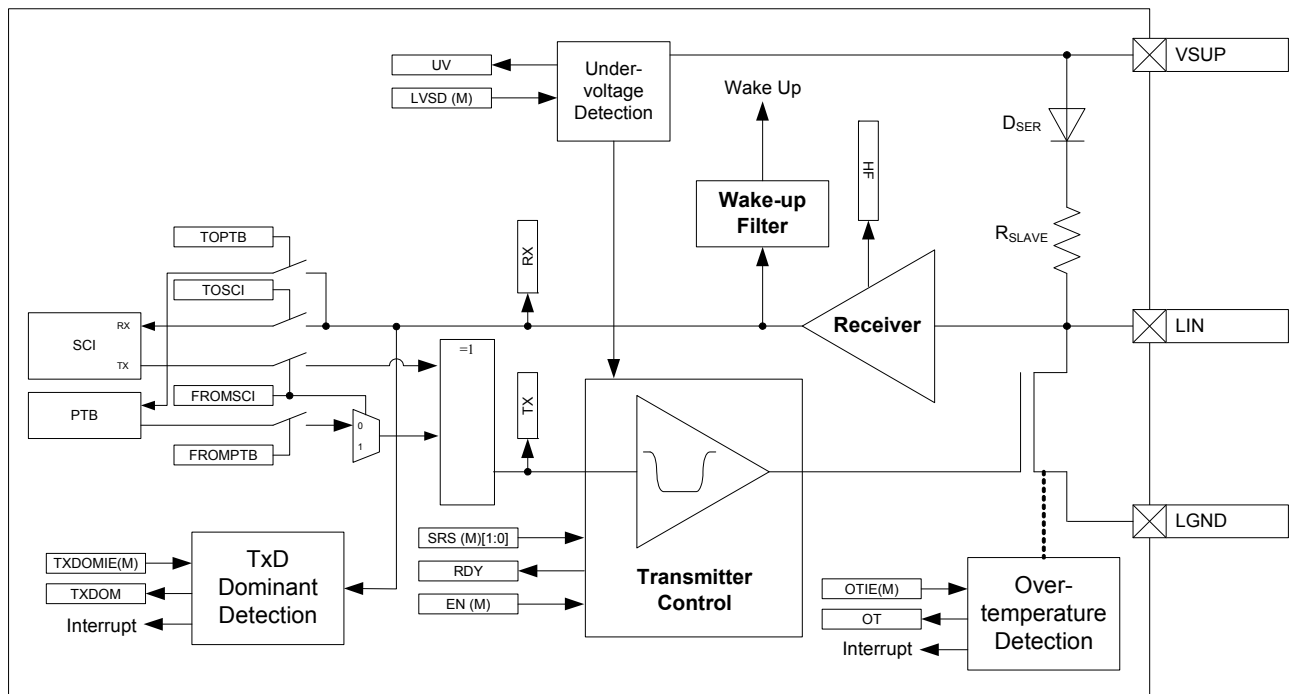 VSUP
UV
LVSD (M)
Under-
voltage
Detection
Wake Up
DSER
HF
Wake-up
Filter
RSLAVE
TOPTB
RX
TOSCI
RX
SCI
TX
Receiver
LIN
=1
FROMSCI
PTB
0
1
TX
FROMPTB
LGND
SRS (M)[1:0]
RDY
EN (M)
Transmitter
Control
TXDOMIE(M)
TXDOM
Interrupt
TxD
Dominant
Detection
OTIE(M)
OT
Interrupt
Over-
temperature
Detection